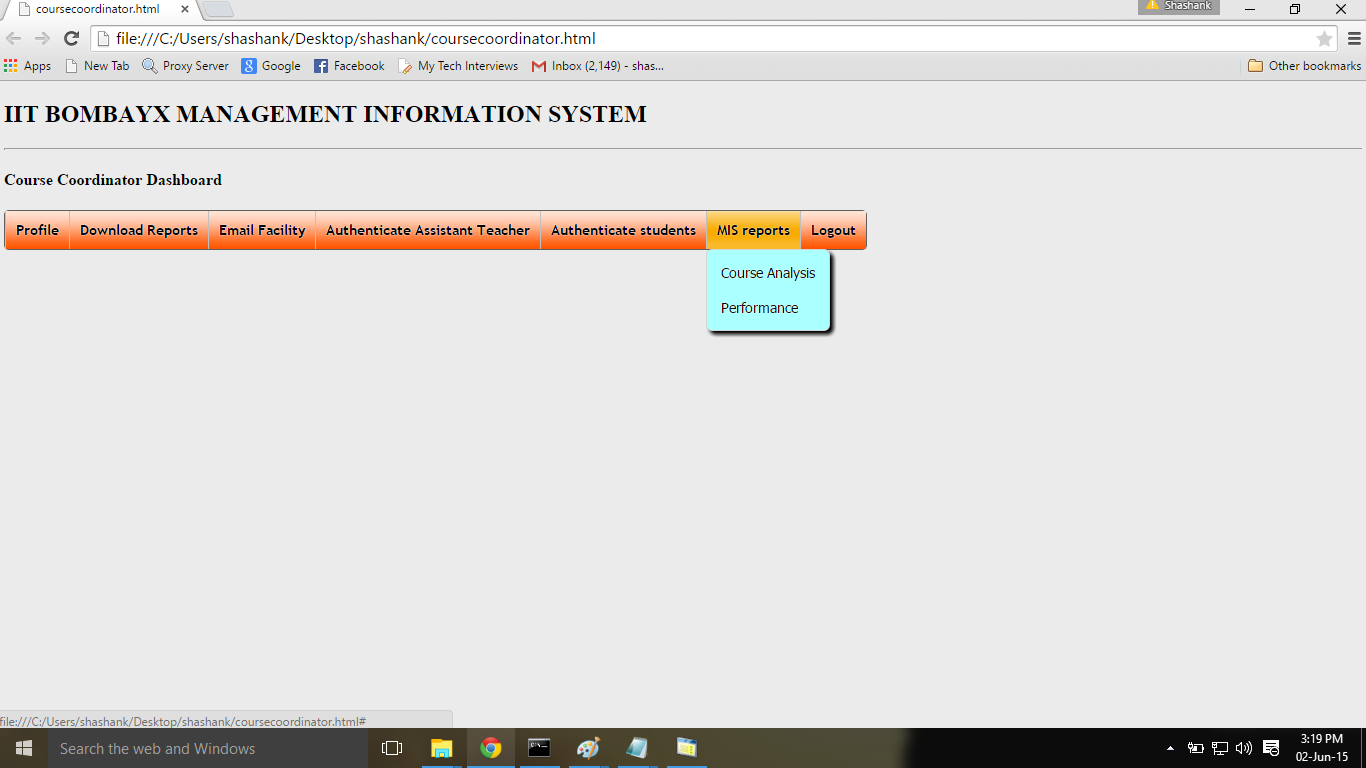 coursecoordinator.html
Shashank
file:///C:/Users/shashank/Desktop/shashank/coursecoordinator.html
Apps New Tab Proxy Server Google Facebook My Tech Interviews Inbox (2,149) - shas... Other bookmarks
IIT BOMBAYX MANAGEMENT INFORMATION SYSTEM
Course Coordinator Dashboard
Profile Download Reports Email Facility Authenticate Assistant Teacher Authenticate students MIS reports Logout
Course Analysis
Performance
file:///C:/Users/shashank/Desktop/shashank/coursecoordinator.html#
Search the web and Windows
3:19 PM
02-Jun-15